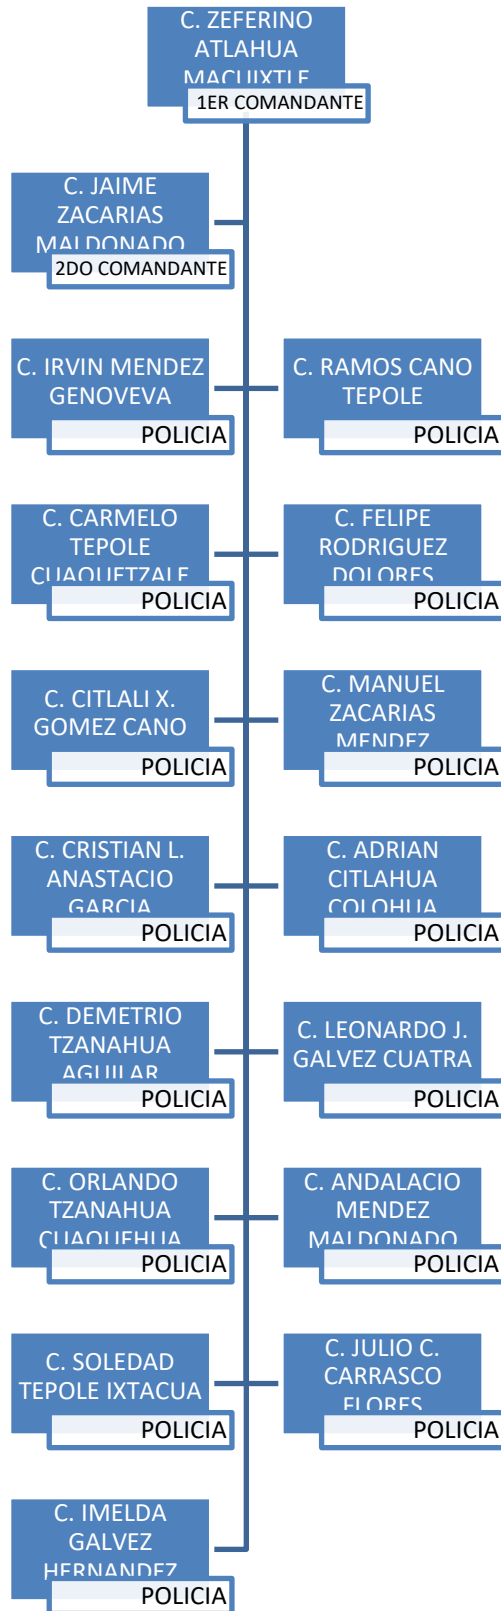 C. ZEFERINO
ATLAHUA
MACUIXTLE
1ER COMANDANTE
C. JAIME
ZACARIAS
MALDONADO
2DO COMANDANTE
C. IRVIN MENDEZ
GENOVEVA
POLICIA
C. RAMOS CANO
TEPOLE
POLICIA
C. CARMELO
TEPOLE
CUAQUETZALE
POLICIA
C. FELIPE
RODRIGUEZ
DOLORES
POLICIA
C. CITLALI X.
GOMEZ CANO
POLICIA
C. MANUEL
ZACARIAS
MENDEZ
POLICIA
C. CRISTIAN L.
ANASTACIO
GARCIA
POLICIA
C. ADRIAN
CITLAHUA
COLOHUA
POLICIA
C. DEMETRIO
TZANAHUA
AGUILAR
POLICIA
C. LEONARDO J.
GALVEZ CUATRA
POLICIA
C. ORLANDO
TZANAHUA
CUAQUEHUA
POLICIA
C. ANDALACIO
MENDEZ
MALDONADO
POLICIA
C. SOLEDAD
TEPOLE IXTACUA
POLICIA
C. JULIO C.
CARRASCO
FLORES
POLICIA
C. IMELDA
GALVEZ
HERNANDEZ
POLICIA